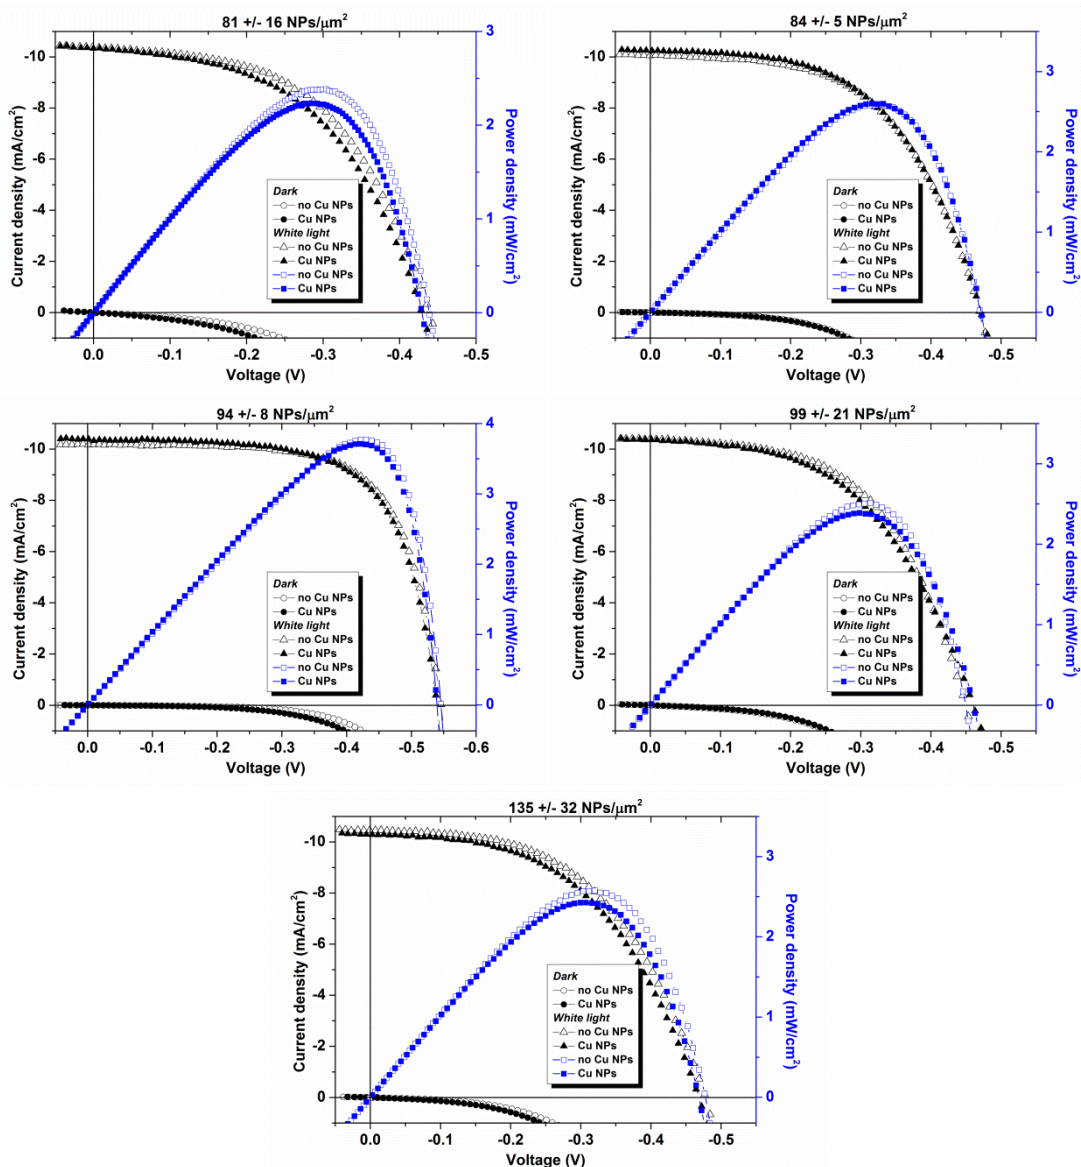 81 +/- 16 NPs/μm²
Current density (mA/cm²)
-10
-8
-6
-4
-2
0
3
2
1
0
Power density (mW/cm²)
Dark
no Cu NPs
Cu NPs
White light
no Cu NPs
Cu NPs
no Cu NPs
Cu NPs
0.0 -0.1 -0.2 -0.3 -0.4 -0.5
Voltage (V)
84 +/- 5 NPs/μm²
Current density (mA/cm²)
-10
-8
-6
-4
-2
0
3
2
1
0
Power density (mW/cm²)
Dark
no Cu NPs
Cu NPs
White light
no Cu NPs
Cu NPs
no Cu NPs
Cu NPs
0.0 -0.1 -0.2 -0.3 -0.4 -0.5
Voltage (V)
94 +/- 8 NPs/μm²
Current density (mA/cm²)
-10
-8
-6
-4
-2
0
4
3
2
1
0
Power density (mW/cm²)
Dark
no Cu NPs
Cu NPs
White light
no Cu NPs
Cu NPs
no Cu NPs
Cu NPs
0.0 -0.1 -0.2 -0.3 -0.4 -0.5 -0.6
Voltage (V)
99 +/- 21 NPs/μm²
Current density (mA/cm²)
-10
-8
-6
-4
-2
0
3
2
1
0
Power density (mW/cm²)
Dark
no Cu NPs
Cu NPs
White light
no Cu NPs
Cu NPs
no Cu NPs
Cu NPs
0.0 -0.1 -0.2 -0.3 -0.4 -0.5
Voltage (V)
135 +/- 32 NPs/μm²
Current density (mA/cm²)
-10
-8
-6
-4
-2
0
3
2
1
0
Power density (mW/cm²)
Dark
no Cu NPs
Cu NPs
White light
no Cu NPs
Cu NPs
no Cu NPs
Cu NPs
0.0 -0.1 -0.2 -0.3 -0.4 -0.5
Voltage (V)